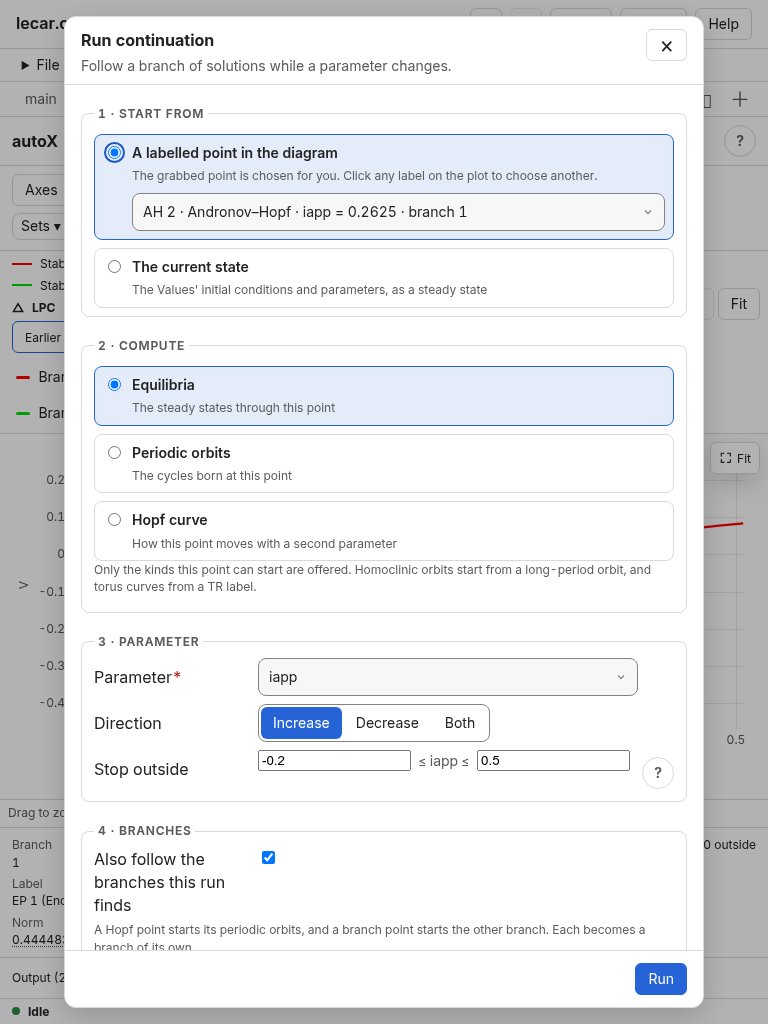 lecar.o
Help
Run continuation
Follow a branch of solutions while a parameter changes.
×
▶ File
main
autoX
?
Axes
Sets ▾
Stab
Stab
LPC
Earlier
Bran
Bran
Fit
Fit
1 · START FROM
A labelled point in the diagram
The grabbed point is chosen for you. Click any label on the plot to choose another.
AH 2 · Andronov–Hopf · iapp = 0.2625 · branch 1
The current state
The Values' initial conditions and parameters, as a steady state
2 · COMPUTE
Equilibria
The steady states through this point
Periodic orbits
The cycles born at this point
Hopf curve
How this point moves with a second parameter
Only the kinds this point can start are offered. Homoclinic orbits start from a long-period orbit, and
torus curves from a TR label.
3 · PARAMETER
Parameter*
iapp
Direction
Increase
Decrease
Both
Stop outside
-0.2
≤ iapp ≤
0.5
?
4 · BRANCHES
Also follow the
branches this run
finds
A Hopf point starts its periodic orbits, and a branch point starts the other branch. Each becomes a
branch of its own.
Run
0.2
0.1
0
-0.1
-0.2
-0.3
-0.4
V
0.5
Drag to zo
Branch
1
0 outside
Label
EP 1 (End
Norm
0.44448
Output (2
Idle